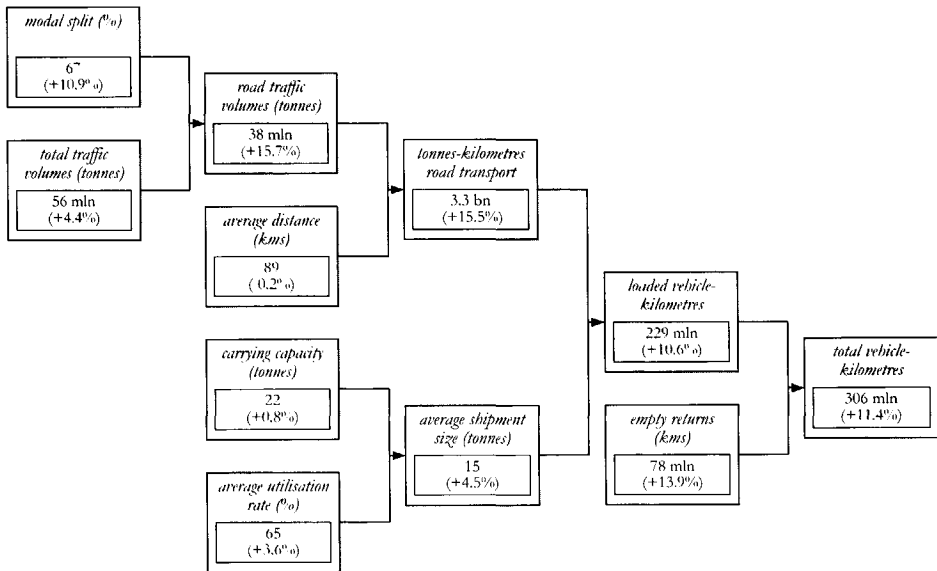 modal split (%)
67
(+10.9%)
total traffic
volumes (tonnes)
56 mln
(+4.4%)
road traffic
volumes (tonnes)
38 mln
(+15.7%)
average distance
(kms)
89
( 0.2%)
carrying capacity
(tonnes)
22
(+0.8%)
average utilisation
rate (%)
65
(+3.6%)
tonnes-kilometres
road transport
3.3 bn
(+15.5%)
average shipment
size (tonnes)
15
(+4.5%)
loaded vehicle-
kilometres
229 mln
(+10.6%)
empty returns
(kms)
78 mln
(+13.9%)
total vehicle-
kilometres
306 mln
(+11.4%)